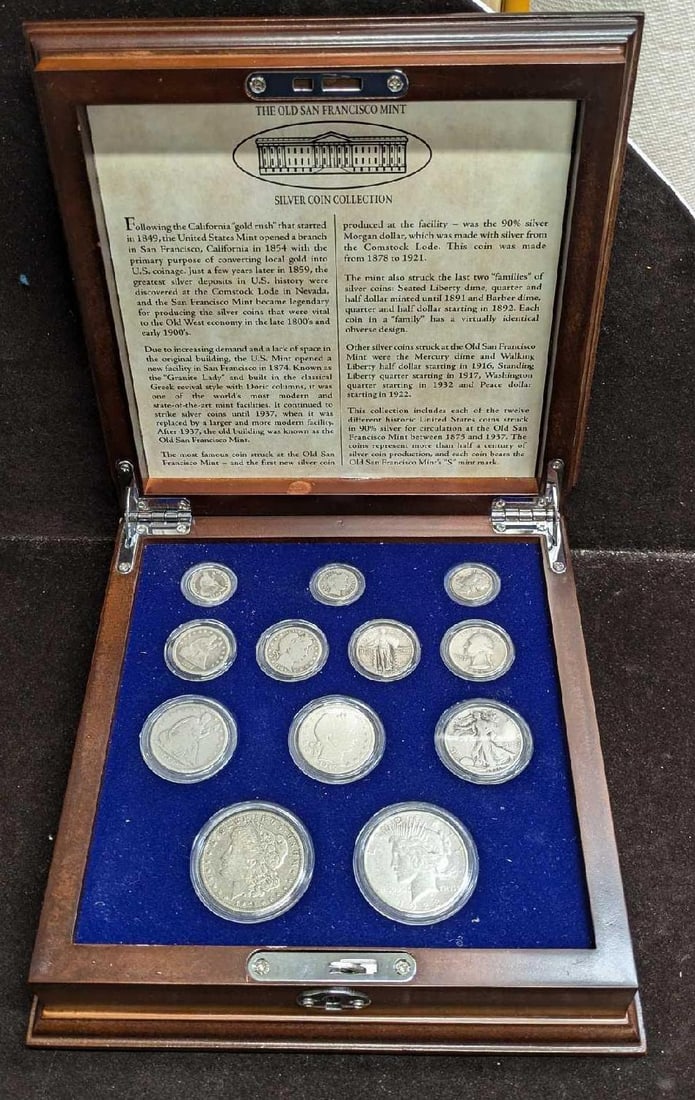 THE OLD SAN FRANCISCO MINT
SILVER COIN COLLECTION
Following the California "gold rush" that started
in 1849, the United States Mint opened a branch
in San Francisco, California in 1854 with the
primary purpose of converting local gold into
U.S. coinage. Just a few years later in 1859, the
greatest silver deposits in U.S. history were
discovered at the Comstock Lode in Nevada,
and the San Francisco Mint became legendary
for producing the silver coins that were vital
to the Old West economy in the late 1800's and
early 1900's.
Due to increasing demand and a lack of space in
the original building, the U.S. Mint opened a
new facility in San Francisco in 1874. Known as
the "Granite Lady" and built in the classical
Greek revival style with Doric columns, it was
one of the world's most modern and
state-of-the-art mint facilities. It continued to
strike silver coins until 1937, when it was
replaced by a larger and more modern facility.
After 1937, the old building was known as the
Old San Francisco Mint.
The most famous coin struck at the Old San
Francisco Mint – and the first new silver coin
produced at the facility – was the 90% silver
Morgan dollar, which was made with silver from
the Comstock Lode. This coin was made
from 1878 to 1921.
The mint also struck the last two "families" of
silver coins: Seated Liberty dime, quarter and
half dollar minted until 1891 and Barber dime,
quarter and half dollar starting in 1892. Each
coin in a "family" has a virtually identical
obverse design.
Other silver coins struck at the Old San Francisco
Mint were the Mercury dime and Walking
Liberty half dollar starting in 1916, Standing
Liberty quarter starting in 1917, Washington
quarter starting in 1932 and Peace dollar
starting in 1922.
This collection includes each of the twelve
different historic United States coins struck
in 90% silver for circulation at the Old San
Francisco Mint between 1875 and 1937. The
coins represent more than half a century of
silver coin production, and each coin bears the
Old San Francisco Mint's "S" mint mark.